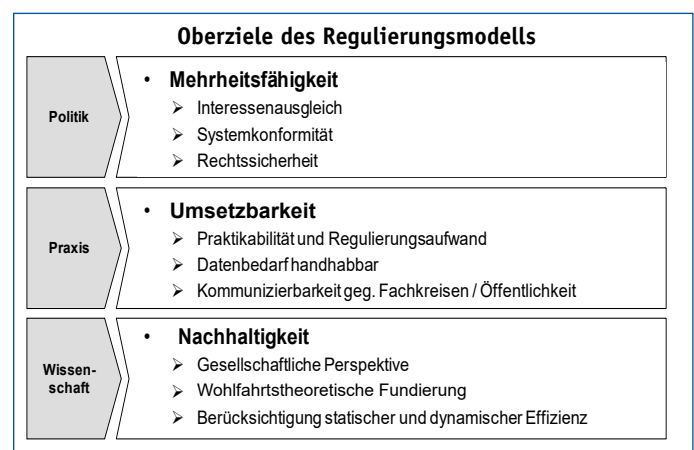 Oberziele des Regulierungsmodells
Politik
• Mehrheitsfähigkeit
➢ Interessenausgleich
➢ Systemkonformität
➢ Rechtssicherheit
Praxis
• Umsetzbarkeit
➢ Praktikabilität und Regulierungsaufwand
➢ Datenbedarf handhabbar
➢ Kommunizierbarkeit geg. Fachkreisen / Öffentlichkeit
Wissen-
schaft
• Nachhaltigkeit
➢ Gesellschaftliche Perspektive
➢ Wohlfahrtstheoretische Fundierung
➢ Berücksichtigung statischer und dynamischer Effizienz